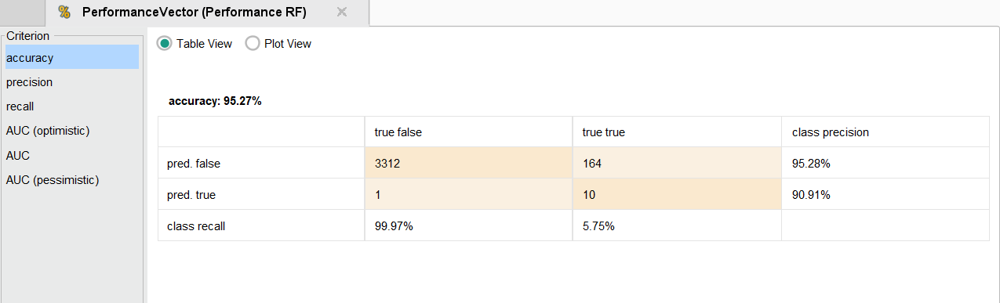 PerformanceVector (Performance RF)
Criterion
accuracy
precision
recall
AUC (optimistic)
AUC
AUC (pessimistic)
Table View Plot View
accuracy: 95.27%
true false true true class precision
pred. false 3312 164 95.28%
pred. true 1 10 90.91%
class recall 99.97% 5.75%